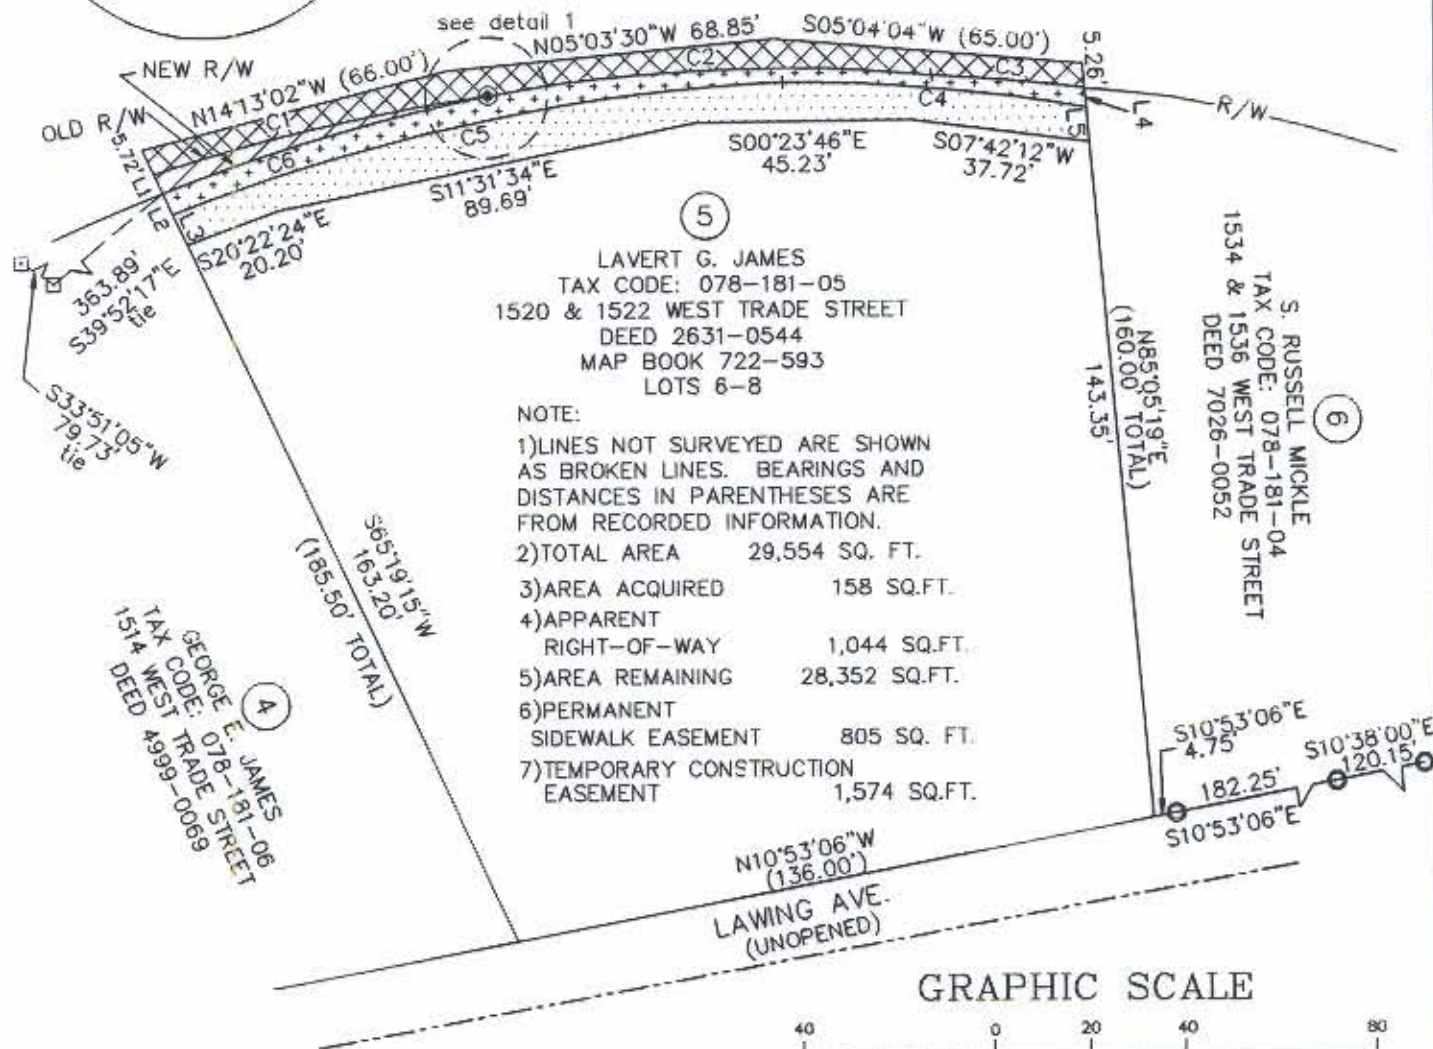 see detail 1
NEW R/W
OLD R/W
N14°13'02"W (66.00')
N05°03'30"W 68.85'
S05°04'04"W (65.00')
5.26'
C1
C2
C3
C4
C5
C6
5.72'
L1
L2
L3
L4
L5
R/W
S20°22'24"E
20.20'
S11°31'34"E
89.69'
S00°23'46"E
45.23'
S07°42'12"W
37.72'
363.89'
S39°52'17"E
tie
S33°51'05"W
79.73'
tie
5
LAVERT G. JAMES
TAX CODE: 078-181-05
1520 & 1522 WEST TRADE STREET
DEED 2631-0544
MAP BOOK 722-593
LOTS 6-8
NOTE:
1)LINES NOT SURVEYED ARE SHOWN
AS BROKEN LINES. BEARINGS AND
DISTANCES IN PARENTHESES ARE
FROM RECORDED INFORMATION.
2)TOTAL AREA 29,554 SQ. FT.
3)AREA ACQUIRED 158 SQ.FT.
4)APPARENT
RIGHT-OF-WAY 1,044 SQ.FT.
5)AREA REMAINING 28,352 SQ.FT.
6)PERMANENT
SIDEWALK EASEMENT 805 SQ. FT.
7)TEMPORARY CONSTRUCTION
EASEMENT 1,574 SQ.FT.
S65°19'15"W
163.20'
(185.50' TOTAL)
4
GEORGE E. JAMES
TAX CODE: 078-181-06
1514 WEST TRADE STREET
DEED 4999-0069
N85°05'19"E
(160.00' TOTAL)
143.35'
6
S. RUSSELL MICKLE
TAX CODE: 078-181-04
1534 & 1536 WEST TRADE STREET
DEED 7026-0052
S10°53'06"E
4.75'
S10°38'00"E
120.15'
182.25'
S10°53'06"E
N10°53'06"W
(136.00')
LAWING AVE.
(UNOPENED)
GRAPHIC SCALE
40 0 20 40 80